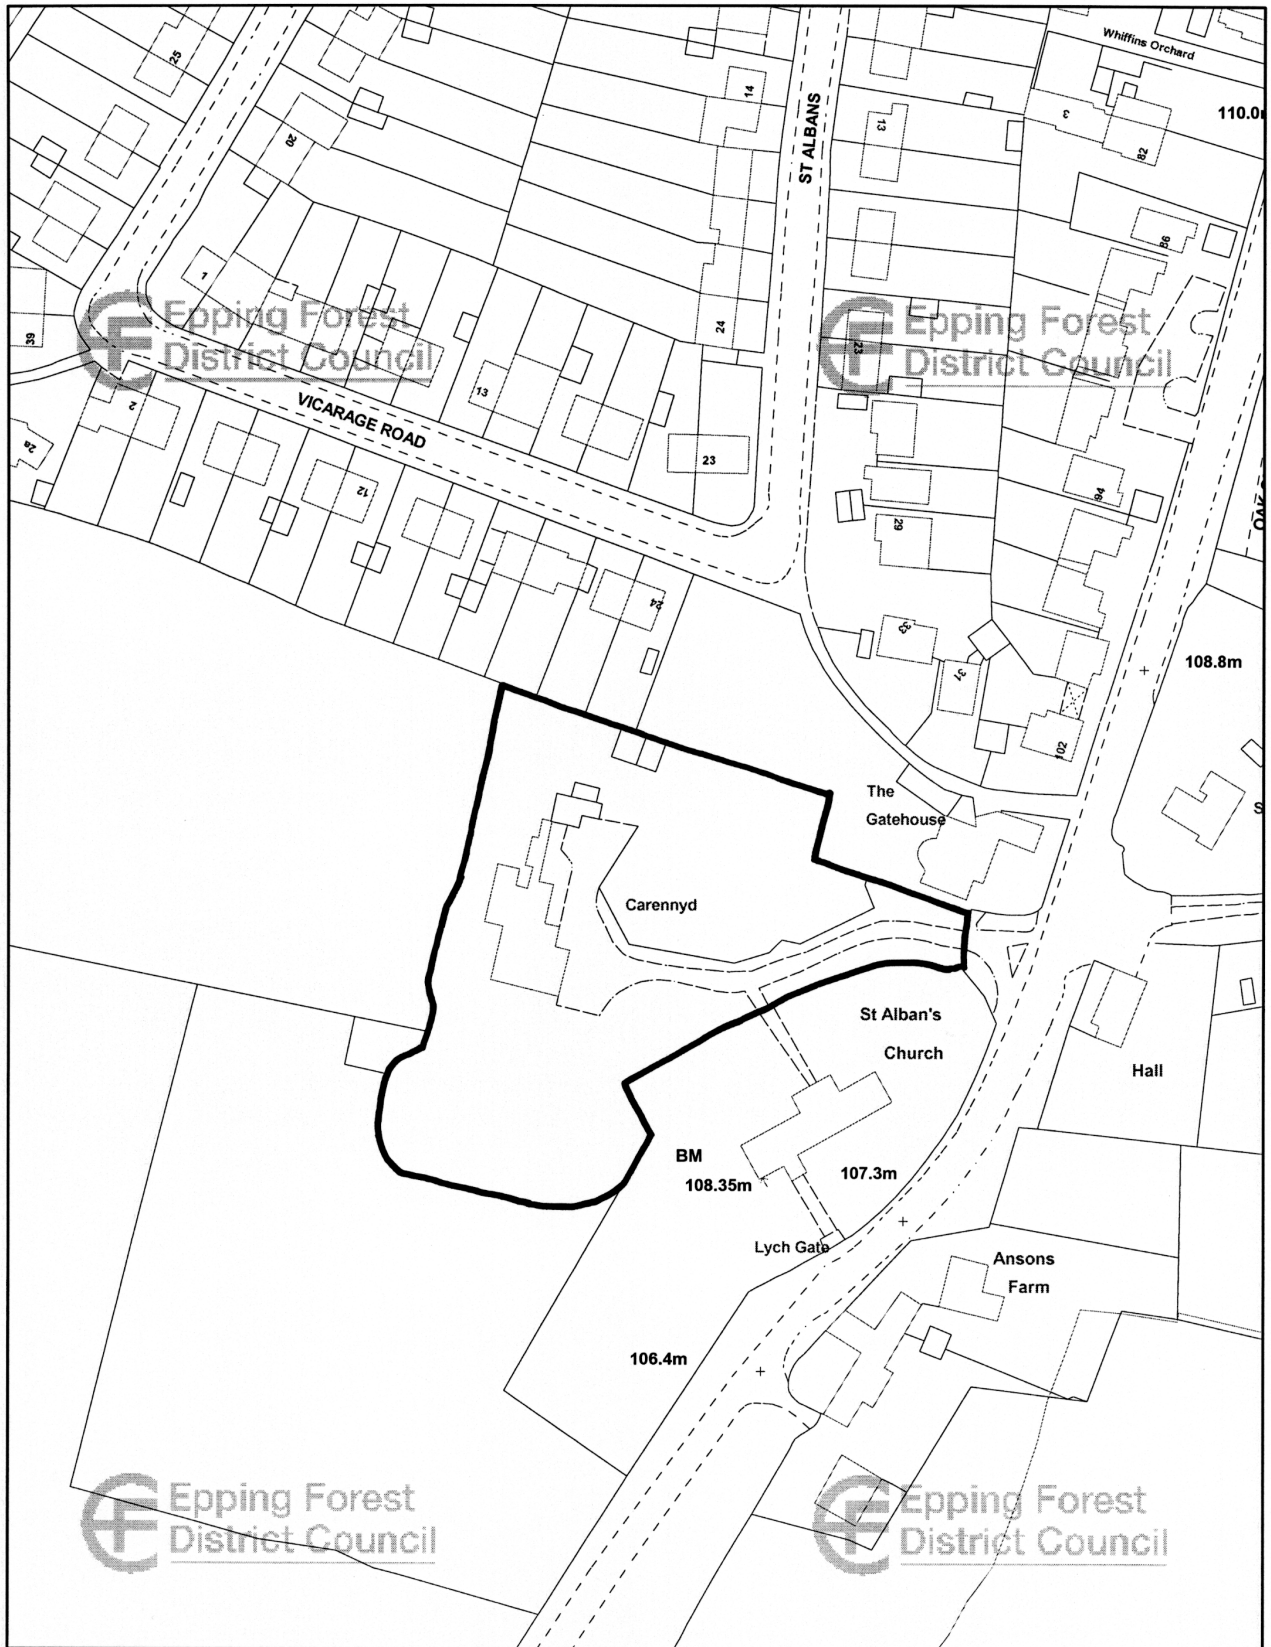 Whiffins Orchard
25
14
ST ALBANS
13
3
82
110.0
20
86
1
39
Epping Forest
District Council
24
23
Epping Forest
District Council
VICARAGE ROAD
2
13
2a
12
23
94
29
OAK
24
33
37
108.8m
102
The
Gatehouse
S
Carennyd
St Alban's
Church
Hall
BM
108.35m
107.3m
Lych Gate
Ansons
Farm
106.4m
Epping Forest
District Council
Epping Forest
District Council